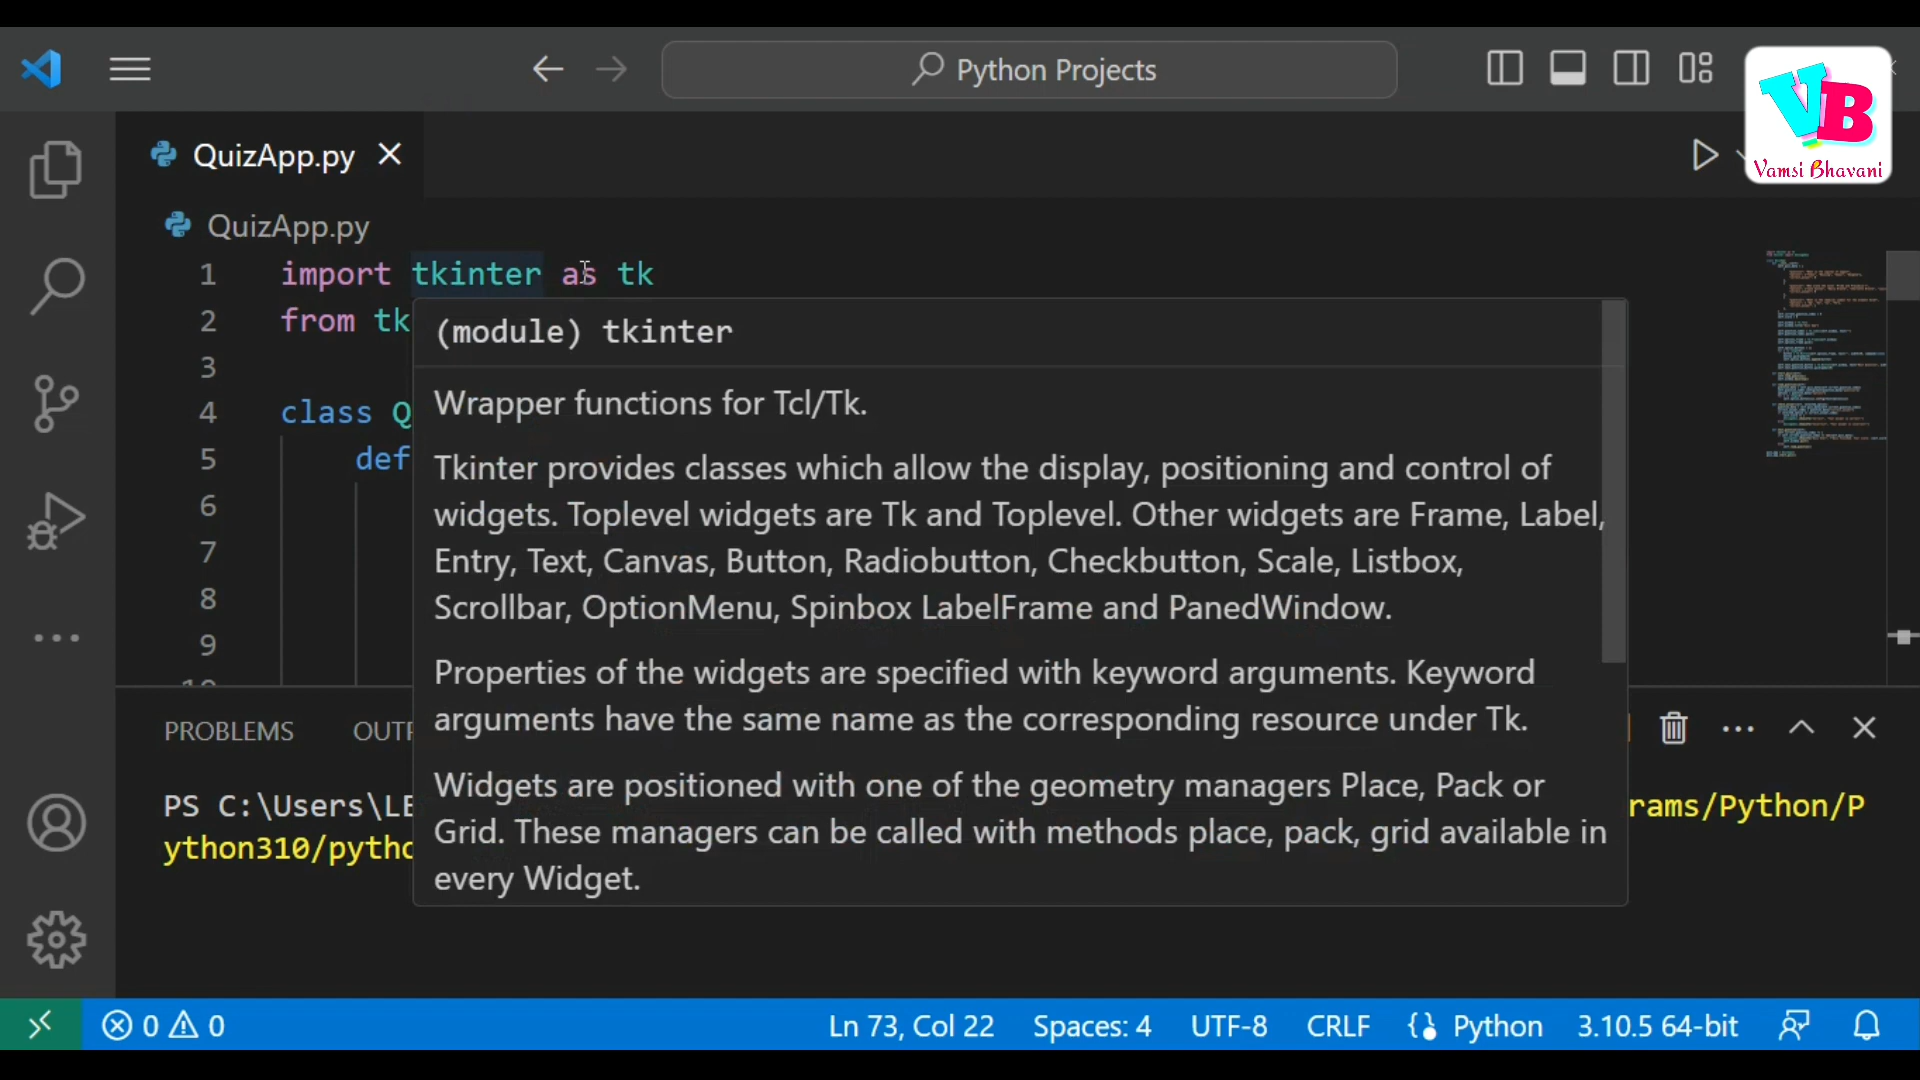 Python Projects
VB
Vamsi Bhavani
QuizApp.py
QuizApp.py
1 import tkinter as tk
2 from tk
3
4 class Q
5 def
6
7
8
9
10
(module) tkinter
Wrapper functions for Tcl/Tk.
Tkinter provides classes which allow the display, positioning and control of
widgets. Toplevel widgets are Tk and Toplevel. Other widgets are Frame, Label,
Entry, Text, Canvas, Button, Radiobutton, Checkbutton, Scale, Listbox,
Scrollbar, OptionMenu, Spinbox LabelFrame and PanedWindow.
Properties of the widgets are specified with keyword arguments. Keyword
arguments have the same name as the corresponding resource under Tk.
Widgets are positioned with one of the geometry managers Place, Pack or
Grid. These managers can be called with methods place, pack, grid available in
every Widget.
PROBLEMS OUTP
PS C:\Users\LE rams/Python/P
ython310/pytho
0 0 Ln 73, Col 22 Spaces: 4 UTF-8 CRLF Python 3.10.5 64-bit